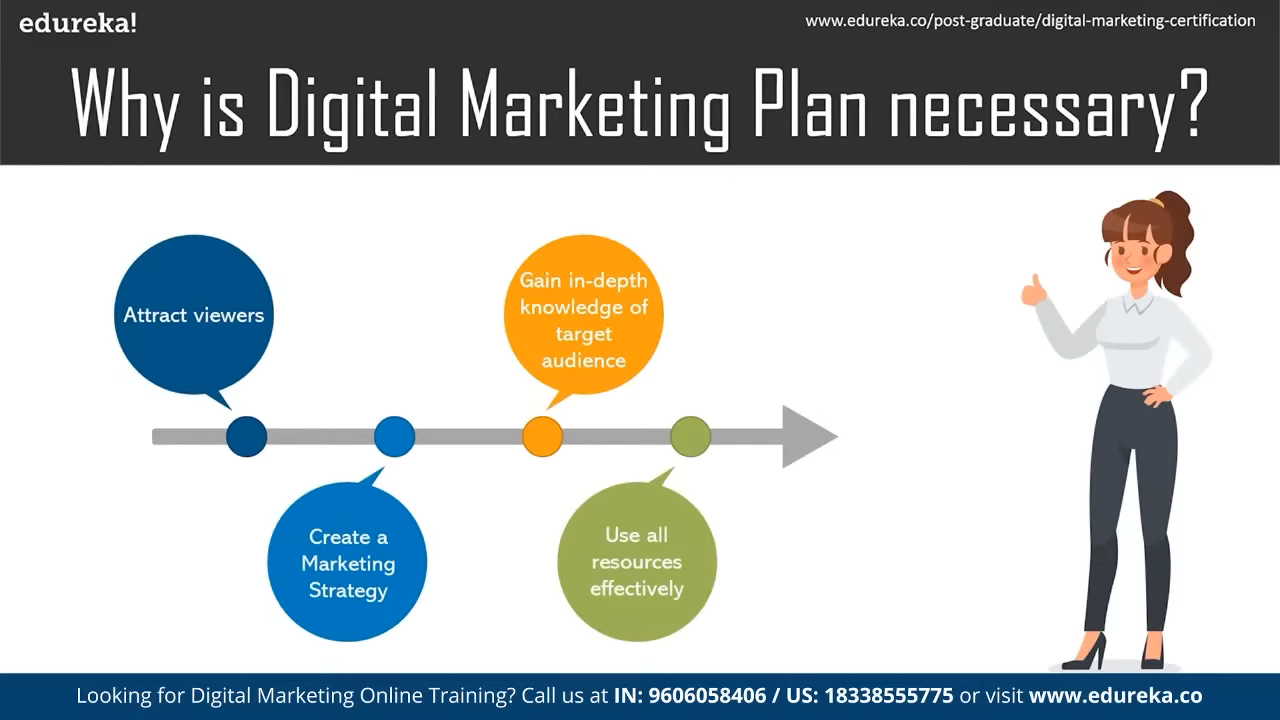 edureka!
www.edureka.co/post-graduate/digital-marketing-certification
Why is Digital Marketing Plan necessary?
Attract viewers
Create a
Marketing
Strategy
Gain in-depth
knowledge of
target
audience
Use all
resources
effectively
Looking for Digital Marketing Online Training? Call us at IN: 9606058406 / US: 18338555775 or visit www.edureka.co